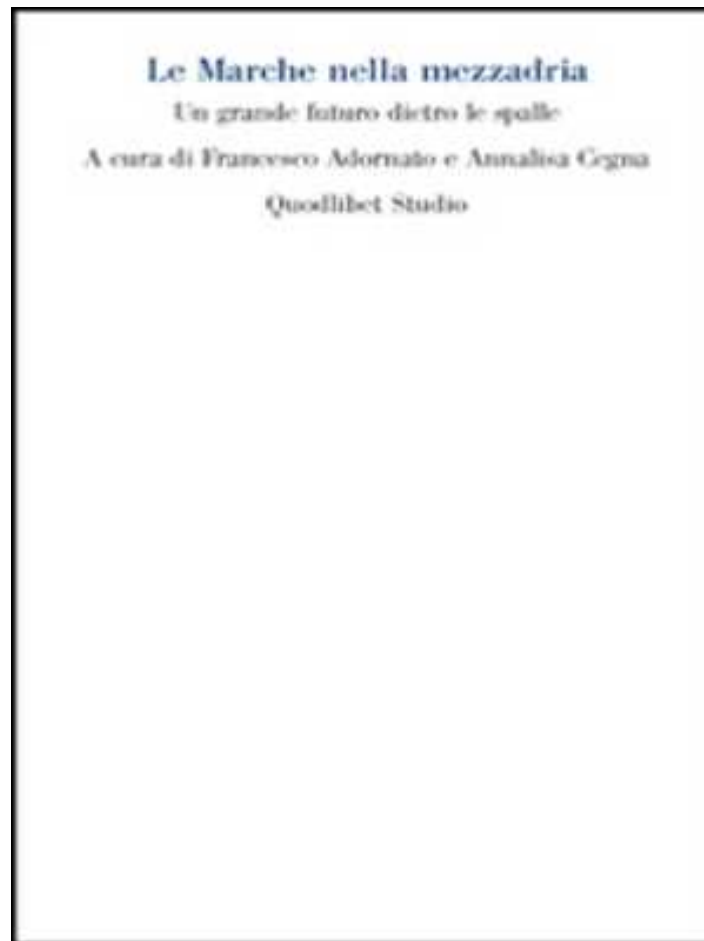 Le Marche nella mezzadria
Un grande futuro dietro le spalle
A cura di Francesco Adornato e Annalisa Cegna
Quodlibet Studio